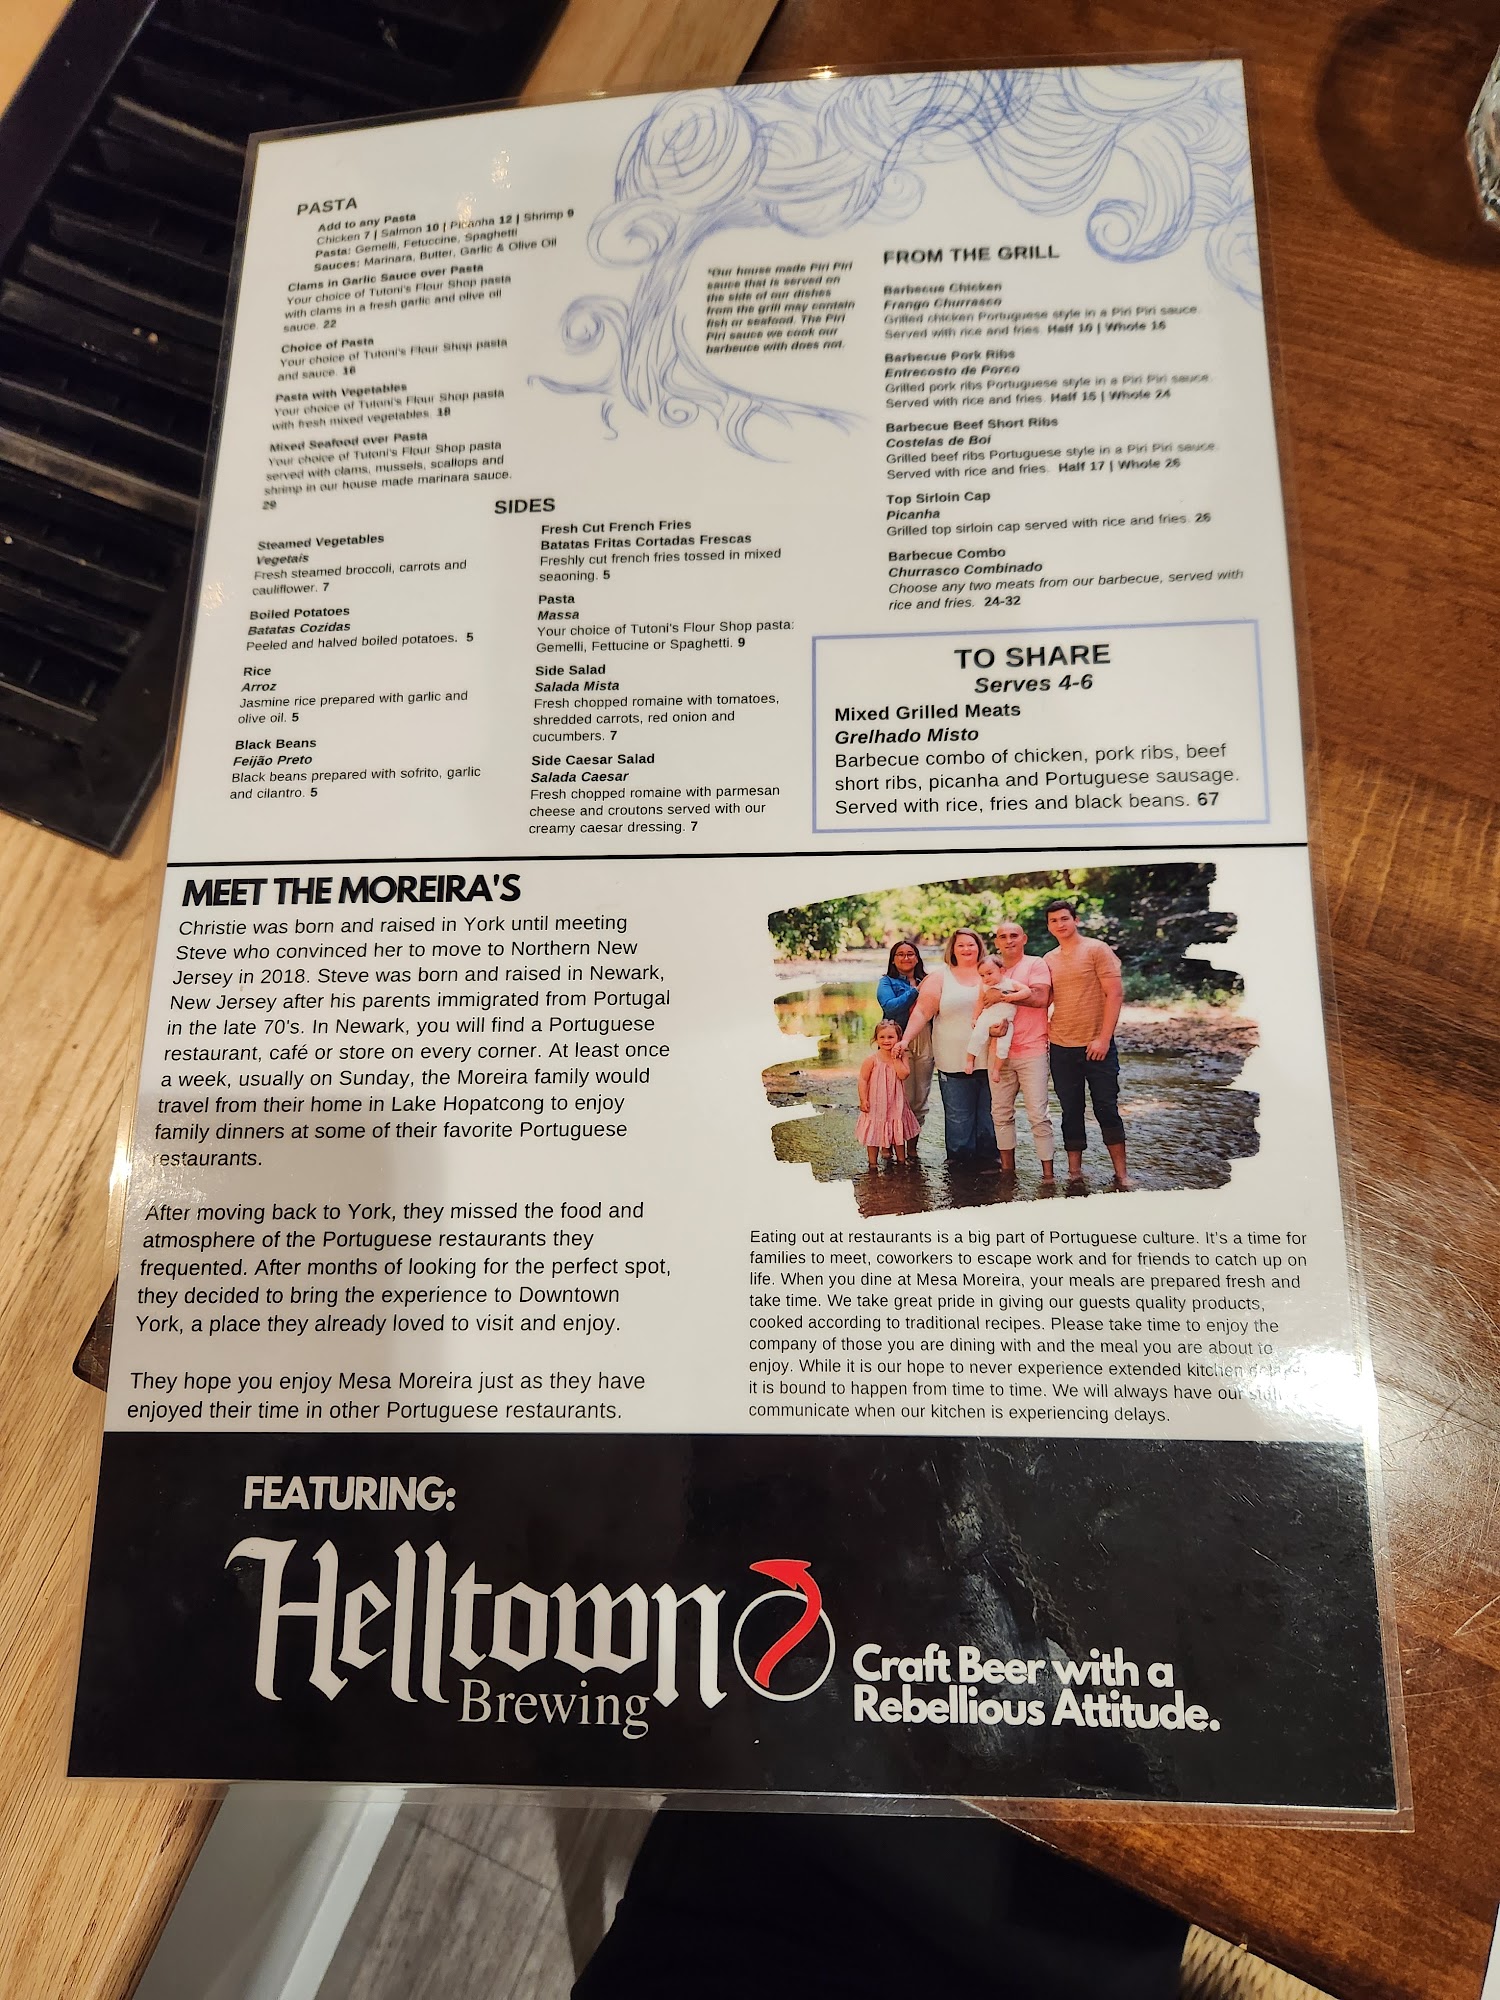 PASTA
Add to any Pasta
Chicken 7 | Salmon 10 | Picanha 12 | Shrimp 9
Pasta: Gemelli, Fetuccine, Spaghetti
Sauces: Marinara, Butter, Garlic & Olive Oil
Clams in Garlic Sauce over Pasta
Your choice of Tutoni's Flour Shop pasta
with clams in a fresh garlic and olive oil
sauce. 22
Choice of Pasta
Your choice of Tutoni's Flour Shop pasta
and sauce. 16
Pasta with Vegetables
Your choice of Tutoni's Flour Shop pasta
with fresh mixed vegetables. 18
Mixed Seafood over Pasta
Your choice of Tutoni's Flour Shop pasta
served with clams, mussels, scallops and
shrimp in our house made marinara sauce.
29
*Our house made Piri Piri
sauce that is served on
the side of our dishes
from the grill may contain
fish or seafood. The Piri
Piri sauce we cook our
barbeuce with does not.
FROM THE GRILL
Barbecue Chicken
Frango Churrasco
Grilled chicken Portuguese style in a Piri Piri sauce.
Served with rice and fries. Half 10 | Whole 16
Barbecue Pork Ribs
Entrecosto de Porco
Grilled pork ribs Portuguese style in a Piri Piri sauce.
Served with rice and fries. Half 15 | Whole 24
Barbecue Beef Short Ribs
Costelas de Boi
Grilled beef ribs Portuguese style in a Piri Piri sauce.
Served with rice and fries. Half 17 | Whole 26
Top Sirloin Cap
Picanha
Grilled top sirloin cap served with rice and fries. 26
Barbecue Combo
Churrasco Combinado
Choose any two meats from our barbecue, served with
rice and fries. 24-32
SIDES
Steamed Vegetables
Vegetais
Fresh steamed broccoli, carrots and
cauliflower. 7
Boiled Potatoes
Batatas Cozidas
Peeled and halved boiled potatoes. 5
Rice
Arroz
Jasmine rice prepared with garlic and
olive oil. 5
Black Beans
Feijão Preto
Black beans prepared with sofrito, garlic
and cilantro. 5
Fresh Cut French Fries
Batatas Fritas Cortadas Frescas
Freshly cut french fries tossed in mixed
seaoning. 5
Pasta
Massa
Your choice of Tutoni's Flour Shop pasta:
Gemelli, Fettucine or Spaghetti. 9
Side Salad
Salada Mista
Fresh chopped romaine with tomatoes,
shredded carrots, red onion and
cucumbers. 7
Side Caesar Salad
Salada Caesar
Fresh chopped romaine with parmesan
cheese and croutons served with our
creamy caesar dressing. 7
TO SHARE
Serves 4-6
Mixed Grilled Meats
Grelhado Misto
Barbecue combo of chicken, pork ribs, beef
short ribs, picanha and Portuguese sausage.
Served with rice, fries and black beans. 67
MEET THE MOREIRA'S
Christie was born and raised in York until meeting
Steve who convinced her to move to Northern New
Jersey in 2018. Steve was born and raised in Newark,
New Jersey after his parents immigrated from Portugal
in the late 70's. In Newark, you will find a Portuguese
restaurant, café or store on every corner. At least once
a week, usually on Sunday, the Moreira family would
travel from their home in Lake Hopatcong to enjoy
family dinners at some of their favorite Portuguese
restaurants.
After moving back to York, they missed the food and
atmosphere of the Portuguese restaurants they
frequented. After months of looking for the perfect spot,
they decided to bring the experience to Downtown
York, a place they already loved to visit and enjoy.
They hope you enjoy Mesa Moreira just as they have
enjoyed their time in other Portuguese restaurants.
Eating out at restaurants is a big part of Portuguese culture. It's a time for
families to meet, coworkers to escape work and for friends to catch up on
life. When you dine at Mesa Moreira, your meals are prepared fresh and
take time. We take great pride in giving our guests quality products,
cooked according to traditional recipes. Please take time to enjoy the
company of those you are dining with and the meal you are about to
enjoy. While it is our hope to never experience extended kitchen delays,
it is bound to happen from time to time. We will always have our staff
communicate when our kitchen is experiencing delays.
FEATURING:
Helltown
Brewing
Craft Beer with a
Rebellious Attitude.